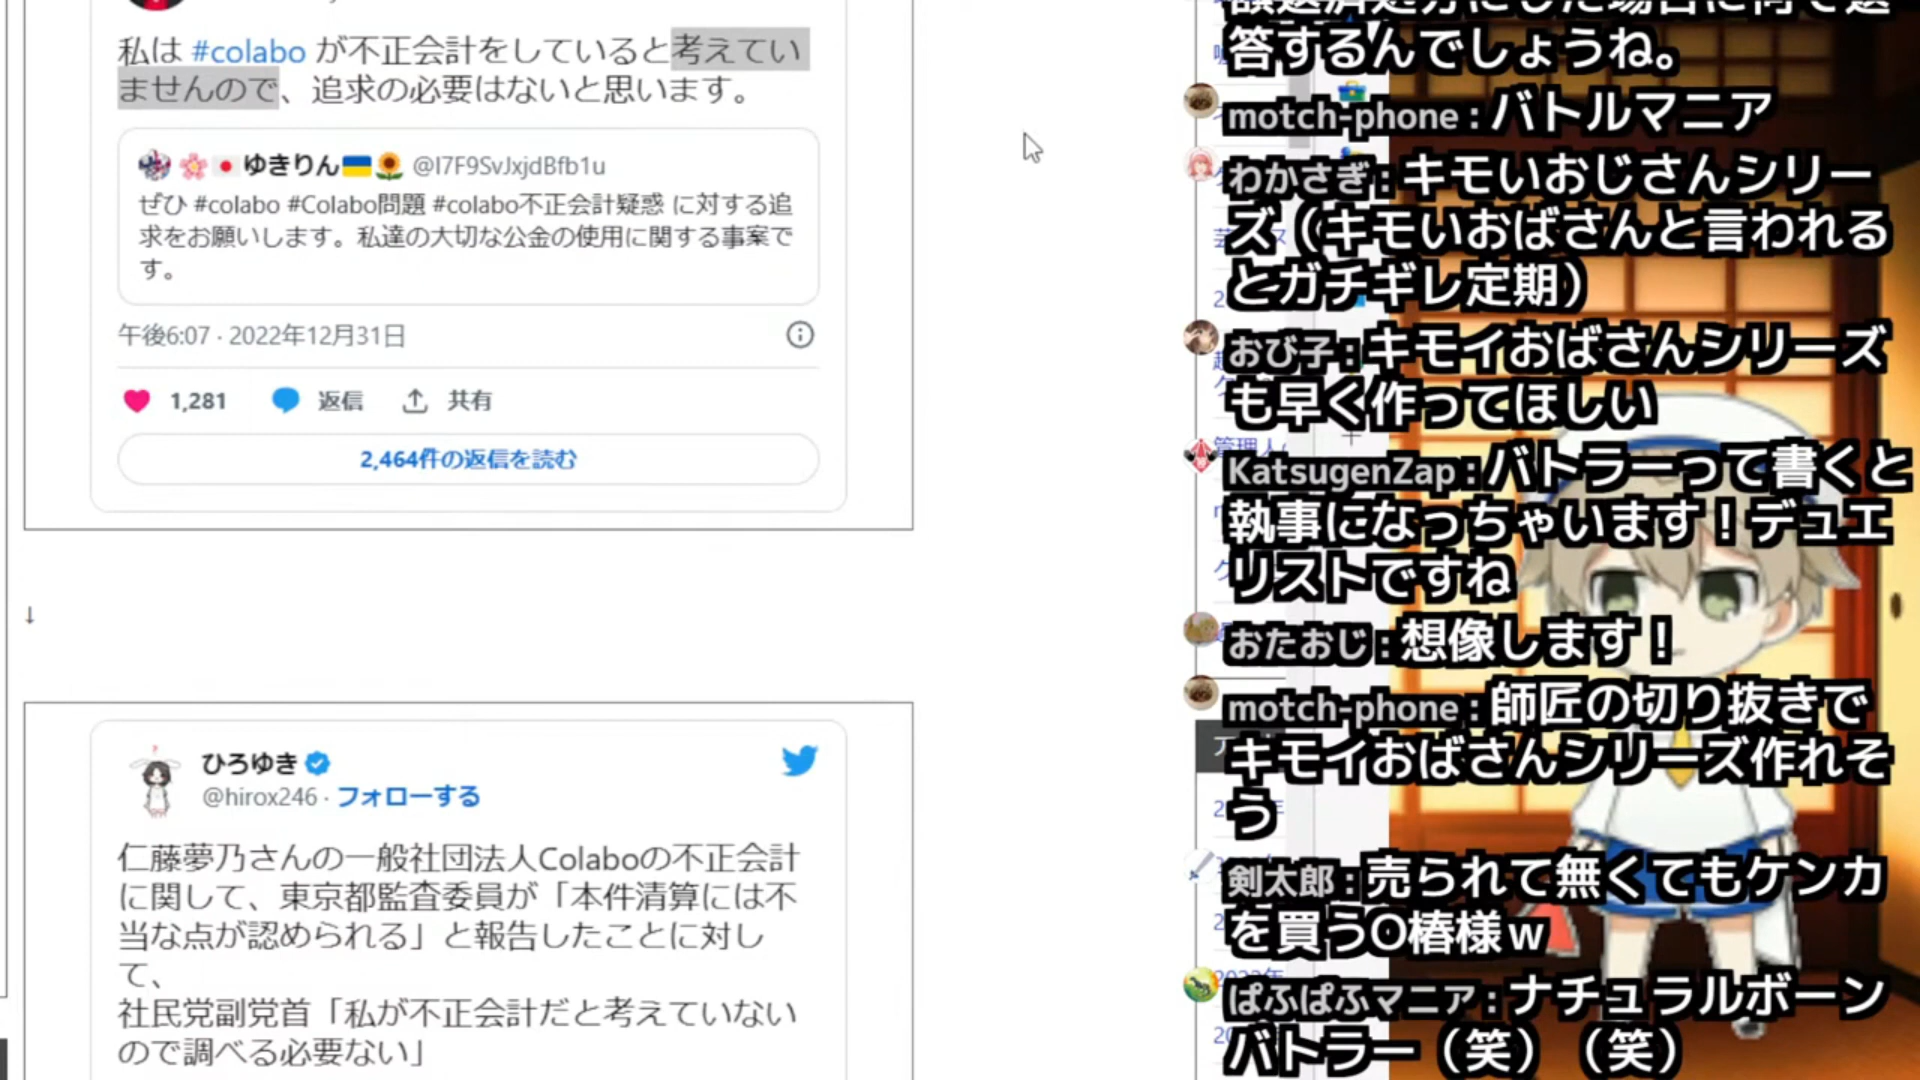 私は #colabo が不正会計をしていると考えてい
ませんので、追求の必要はないと思います。
ゆきりん @I7F9SvJxjdBfb1u
ぜひ #colabo #Colabo問題 #colabo不正会計疑惑 に対する追
求をお願いします。私達の大切な公金の使用に関する事案で
す。
午後6:07 · 2022年12月31日
1,281 返信 共有
2,464件の返信を読む
↓
ひろゆき
@hirox246 · フォローする
仁藤夢乃さんの一般社団法人Colaboの不正会計
に関して、東京都監査委員が「本件清算には不
当な点が認められる」と報告したことに対し
て、
社民党副党首「私が不正会計だと考えていない
ので調べる必要ない」
答するんでしょうね。
motch-phone : バトルマニア
わかさぎ : キモいおじさんシリー
ズ（キモいおばさんと言われる
とガチギレ定期）
おび子 : キモイおばさんシリーズ
も早く作ってほしい
KatsugenZap : バトラーって書くと
執事になっちゃいます！デュエ
リストですね
おたおじ : 想像します！
motch-phone : 師匠の切り抜きで
キモイおばさんシリーズ作れそ
う
剣太郎 : 売られて無くてもケンカ
を買うO椿様w
ぱふぱふマニア : ナチュラルボーン
バトラー（笑）（笑）